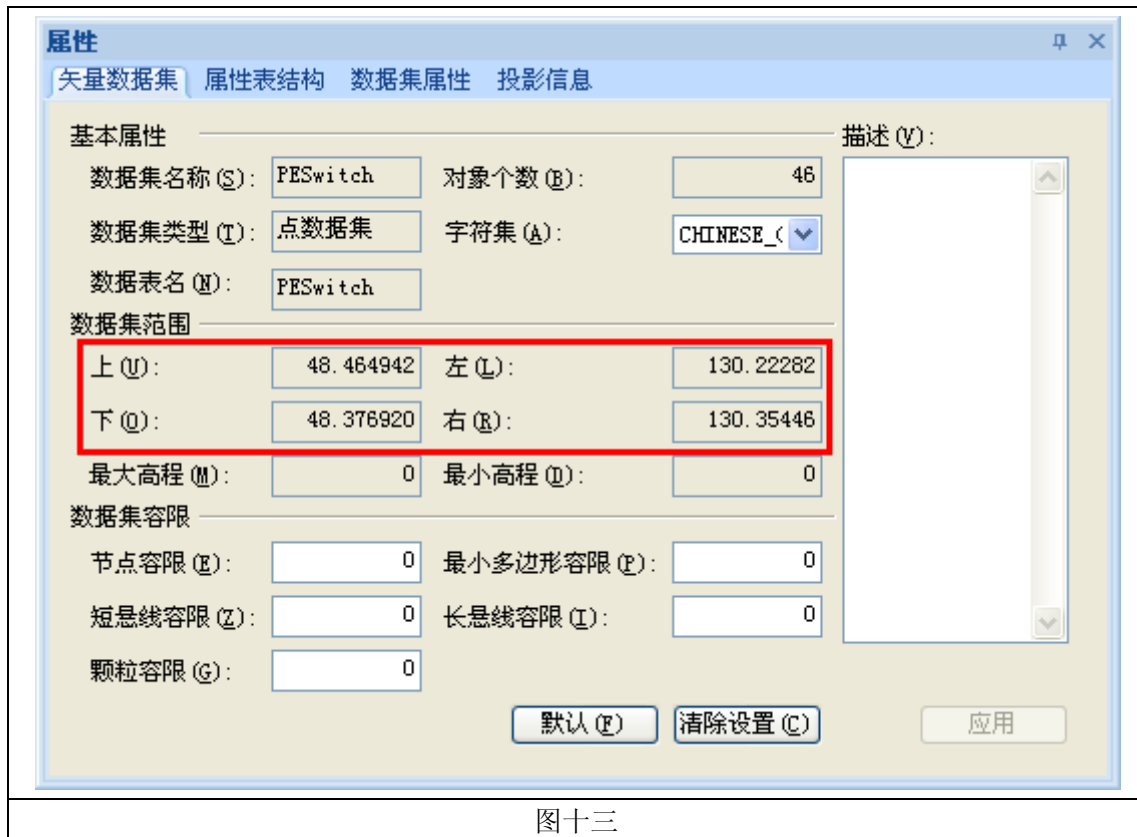 属性
矢量数据集 属性表结构 数据集属性 投影信息
基本属性 描述(V):
数据集名称(S): PESwitch 对象个数(B): 46
数据集类型(T): 点数据集 字符集(A): CHINESE_(
数据表名(N): PESwitch
数据集范围
上(U): 48.464942 左(L): 130.22282
下(O): 48.376920 右(R): 130.35446
最大高程(M): 0 最小高程(D): 0
数据集容限
节点容限(E): 0 最小多边形容限(P): 0
短悬线容限(Z): 0 长悬线容限(I): 0
颗粒容限(G): 0
默认(F) 清除设置(C) 应用
图十三